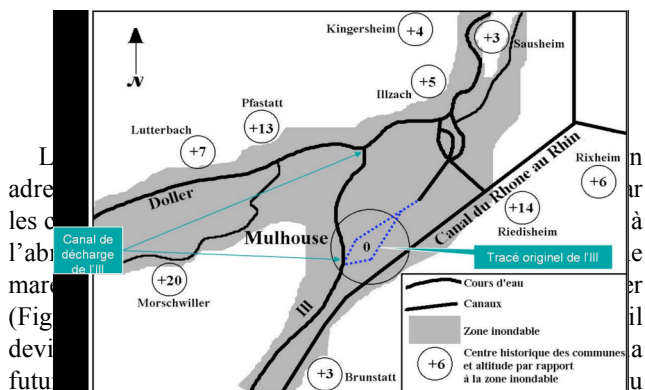 Kingersheim
+4
+3
Sausheim
N
+5
Illzach
Pfastatt
+13
Lutterbach
+7
Rixheim
+6
Doller
Canal du Rhone au Rhin
+14
Riedisheim
Mulhouse
0
Canal de
décharge
de l'Ill
Tracé originel de l'Ill
+20
Morschwiller
Ill
+3
Brunstatt
Cours d'eau
Canaux
Zone inondable
+6
Centre historique des communes
et altitude par rapport
à la zone inondable
L
n
adre
ar
les c
à
l'abr
e
mare
er
(Fig
il
devi
a
futu
u